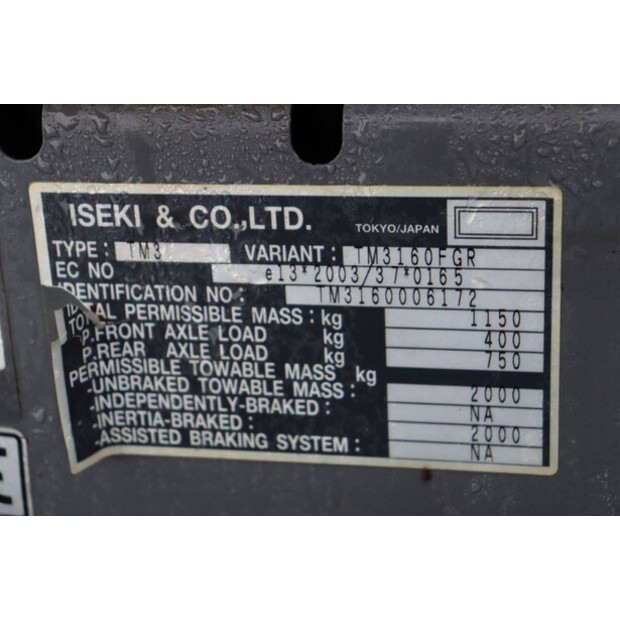 ISEKI & CO.,LTD. TOKYO/JAPAN
TYPE : TM3 VARIANT: TM3160FGR
EC NO e13*2003/37*0165
IDENTIFICATION NO : TM3160006172
TOTAL PERMISSIBLE MASS : kg 1150
P.FRONT AXLE LOAD : kg 400
P.REAR AXLE LOAD : kg 750
PERMISSIBLE TOWABLE MASS kg
-UNBRAKED TOWABLE MASS : 2000
-INDEPENDENTLY-BRAKED : NA
-INERTIA-BRAKED : 2000
-ASSISTED BRAKING SYSTEM : NA
E